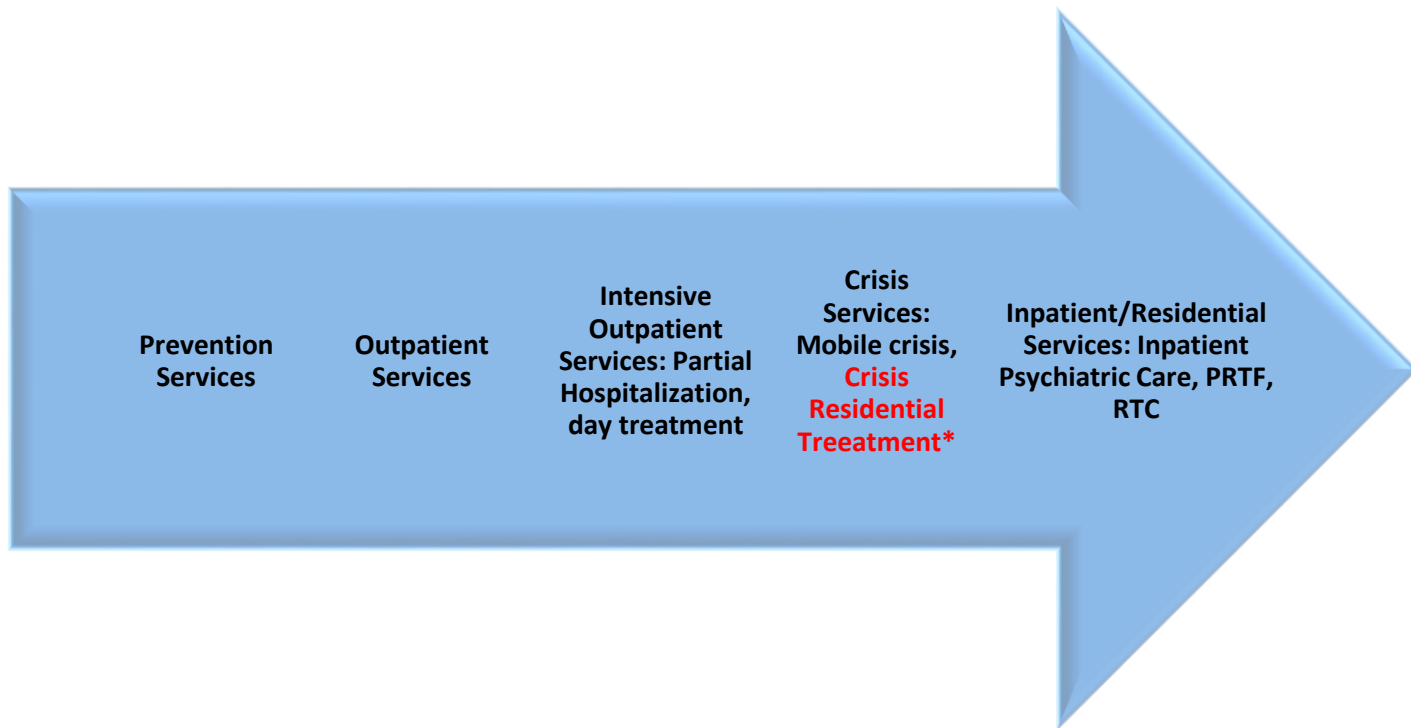 Prevention
Services
Outpatient
Services
Intensive
Outpatient
Services: Partial
Hospitalization,
day treatment
Crisis
Services:
Mobile crisis,
Crisis
Residential
Treeatment*
Inpatient/Residential
Services: Inpatient
Psychiatric Care, PRTF,
RTC